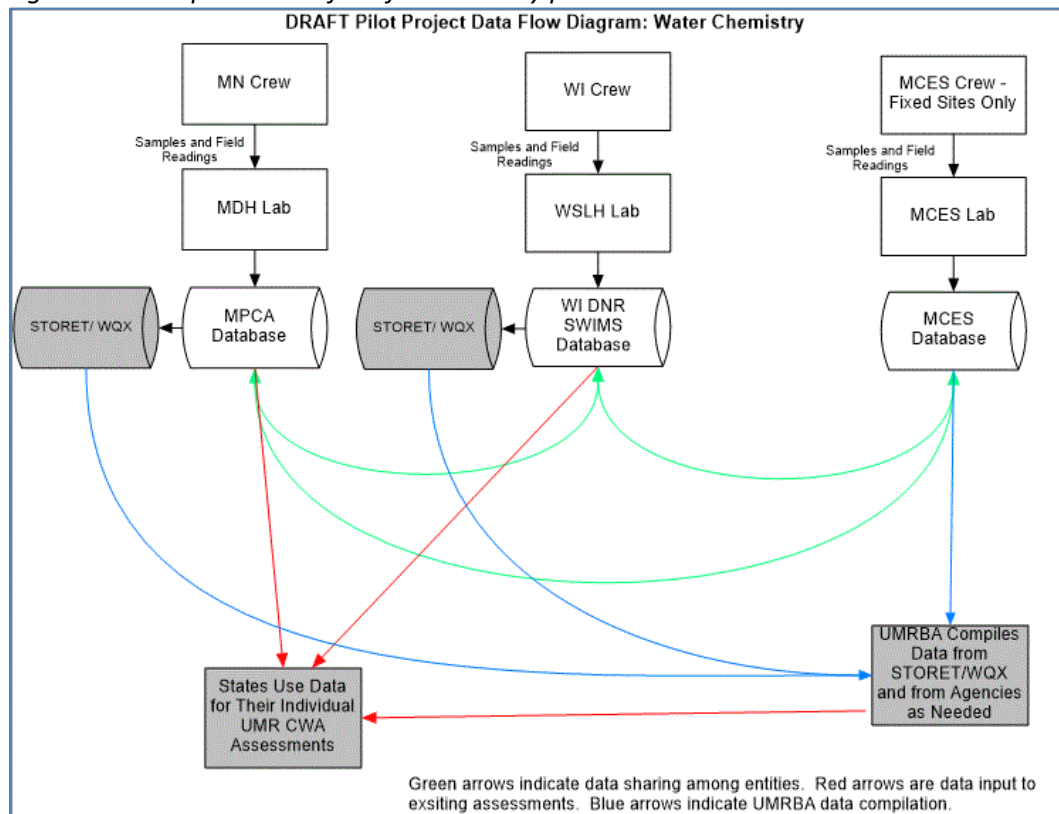 DRAFT Pilot Project Data Flow Diagram: Water Chemistry
MN Crew
WI Crew
MCES Crew -
Fixed Sites Only
Samples and Field
Readings
Samples and Field
Readings
Samples and Field
Readings
MDH Lab
WSLH Lab
MCES Lab
STORET/ WQX
MPCA
Database
STORET/ WQX
WI DNR
SWIMS
Database
MCES
Database
UMRBA Compiles
Data from
STORET/WQX
and from Agencies
as Needed
States Use Data
for Their Individual
UMR CWA
Assessments
Green arrows indicate data sharing among entities.  Red arrows are data input to
exsiting assessments.  Blue arrows indicate UMRBA data compilation.